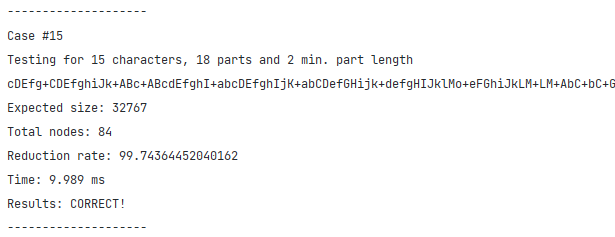 --------------------
Case #15
Testing for 15 characters, 18 parts and 2 min. part length
cDEfg+CDEfghiJk+ABc+ABcdEfghI+abcDEfghIjK+abCDefGHijk+defgHIJklMo+eFGhiJkLM+LM+AbC+bC+G
Expected size: 32767
Total nodes: 84
Reduction rate: 99.74364452040162
Time: 9.989 ms
Results: CORRECT!
--------------------